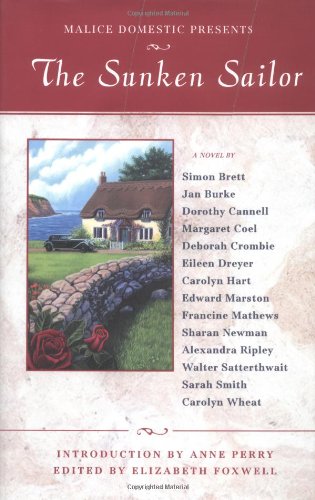 MALICE DOMESTIC PRESENTS
The Sunken Sailor
A NOVEL BY
Simon Brett
Jan Burke
Dorothy Cannell
Margaret Coel
Deborah Crombie
Eileen Dreyer
Carolyn Hart
Edward Marston
Francine Mathews
Sharan Newman
Alexandra Ripley
Walter Satterthwait
Sarah Smith
Carolyn Wheat
INTRODUCTION BY ANNE PERRY
EDITED BY ELIZABETH FOXWELL